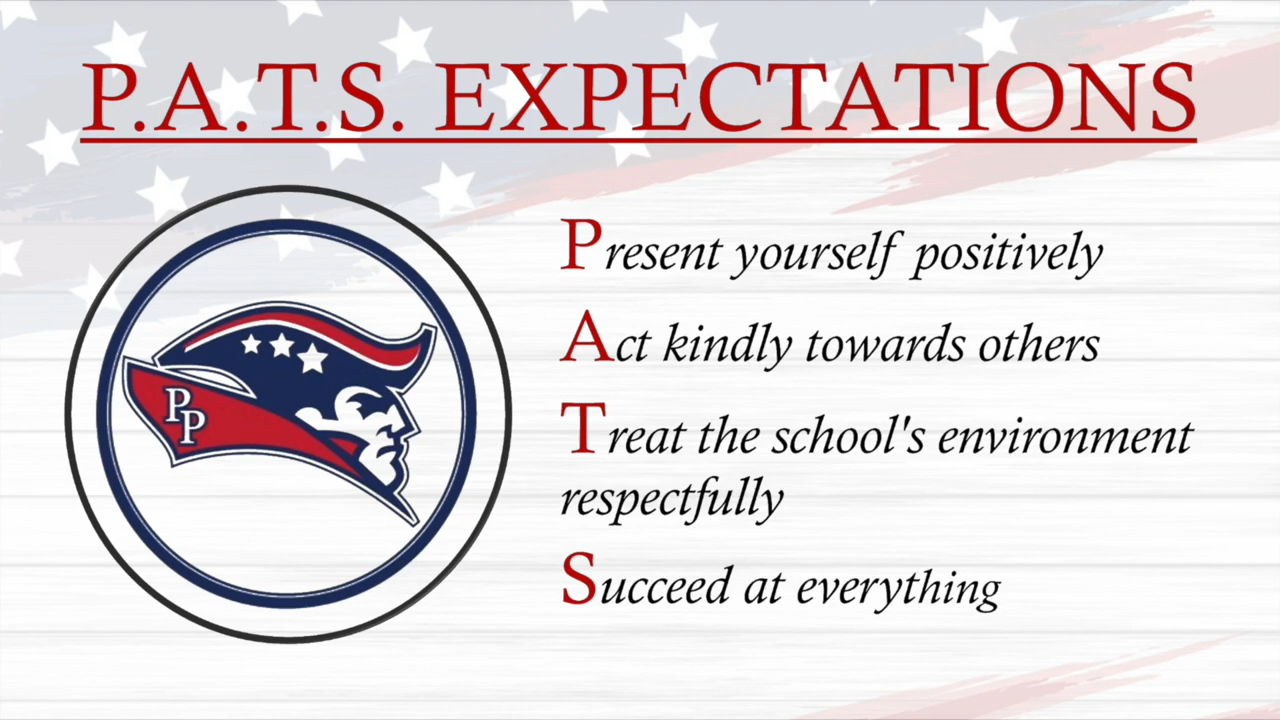 P.A.T.S. EXPECTATIONS
Present yourself positively
Act kindly towards others
Treat the school's environment
respectfully
Succeed at everything
PP